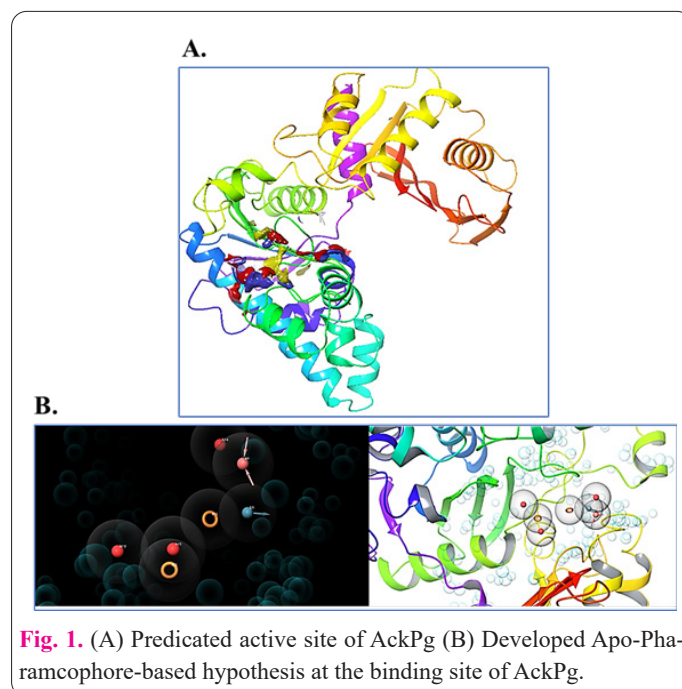 A.
B.
Fig. 1. (A) Predicated active site of AckPg (B) Developed Apo-Pha-
ramcophore-based hypothesis at the binding site of AckPg.